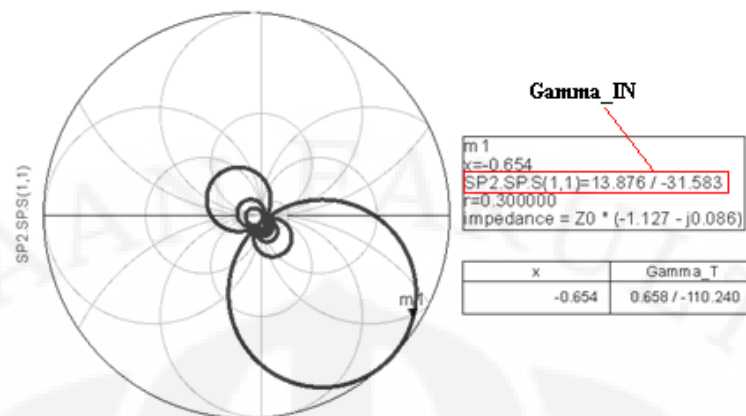 Gamma_IN
SP2.SP.S(1,1)
m1
m1
x=-0.654
SP2.SP.S(1,1)=13.876 / -31.583
r=0.300000
impedance = Z0 * (-1.127 - j0.086)
x Gamma_T
-0.654 0.658 / -110.240